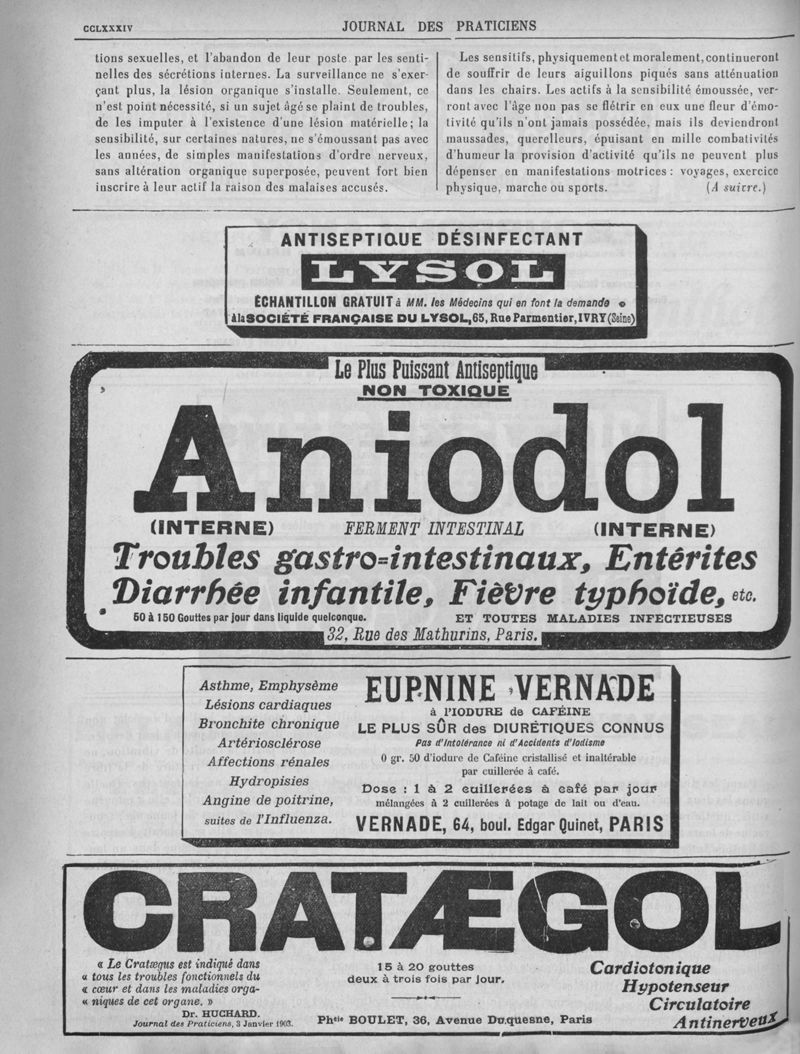 CCLXXXIV
JOURNAL DES PRATICIENS
tions sexuelles, et l'abandon de leur poste par les senti-
nelles des sécrétions internes. La surveillance ne s'exer-
çant plus, la lésion organique s'installe. Seulement, ce
n'est point nécessité, si un sujet âgé se plaint de troubles,
de les imputer à l'existence d'une lésion matérielle; la
sensibilité, sur certaines natures, ne s'émoussant pas avec
les années, de simples manifestations d'ordre nerveux,
sans altération organique superposée, peuvent fort bien
inscrire à leur actif la raison des malaises accusés.
Les sensitifs, physiquement et moralement, continueront
de souffrir de leurs aiguillons piqués sans atténuation
dans les chairs. Les actifs à la sensibilité émoussée, ver-
ront avec l'âge non pas se flétrir en eux une fleur d'émo-
tivité qu'ils n'ont jamais possédée, mais ils deviendront
maussades, querelleurs, épuisant en mille combativités
d'humeur la provision d'activité qu'ils ne peuvent plus
dépenser en manifestations motrices : voyages, exercice
physique, marche ou sports. (A suivre.)
ANTISEPTIQUE DÉSINFECTANT
LYSOL
ÉCHANTILLON GRATUIT à MM. les Médecins qui en font la demande
à la SOCIÉTÉ FRANÇAISE DU LYSOL, 65, Rue Parmentier, IVRY (Seine)
Le Plus Puissant Antiseptique
NON TOXIQUE
Aniodol
(INTERNE) FERMENT INTESTINAL (INTERNE)
Troubles gastro=intestinaux, Entérites
Diarrhée infantile, Fièvre typhoïde, etc.
50 à 150 Gouttes par jour dans liquide quelconque. ET TOUTES MALADIES INFECTIEUSES
32, Rue des Mathurins, Paris.
Asthme, Emphysème
Lésions cardiaques
Bronchite chronique
Artériosclérose
Affections rénales
Hydropisies
Angine de poitrine,
suites de l'Influenza.
EUPNINE VERNADE
à l'IODURE de CAFÉINE
LE PLUS SÛR des DIURÉTIQUES CONNUS
Pas d'Intolérance ni d'Accidents d'Iodisme
0 gr. 50 d'iodure de Caféine cristallisé et inaltérable
par cuillerée à café.
Dose : 1 à 2 cuillerées à café par jour
mélangées à 2 cuillerées à potage de lait ou d'eau.
VERNADE, 64, boul. Edgar Quinet, PARIS
CRATÆGOL
« Le Cratægus est indiqué dans
« tous les troubles fonctionnels du
« cœur et dans les maladies orga-
« niques de cet organe. »
Dr. HUCHARD.
Journal des Praticiens, 3 Janvier 1903.
15 à 20 gouttes
deux à trois fois par jour.
Phcie BOULET, 36, Avenue Duquesne, Paris
Cardiotonique
Hypotenseur
Circulatoire
Antinerveux